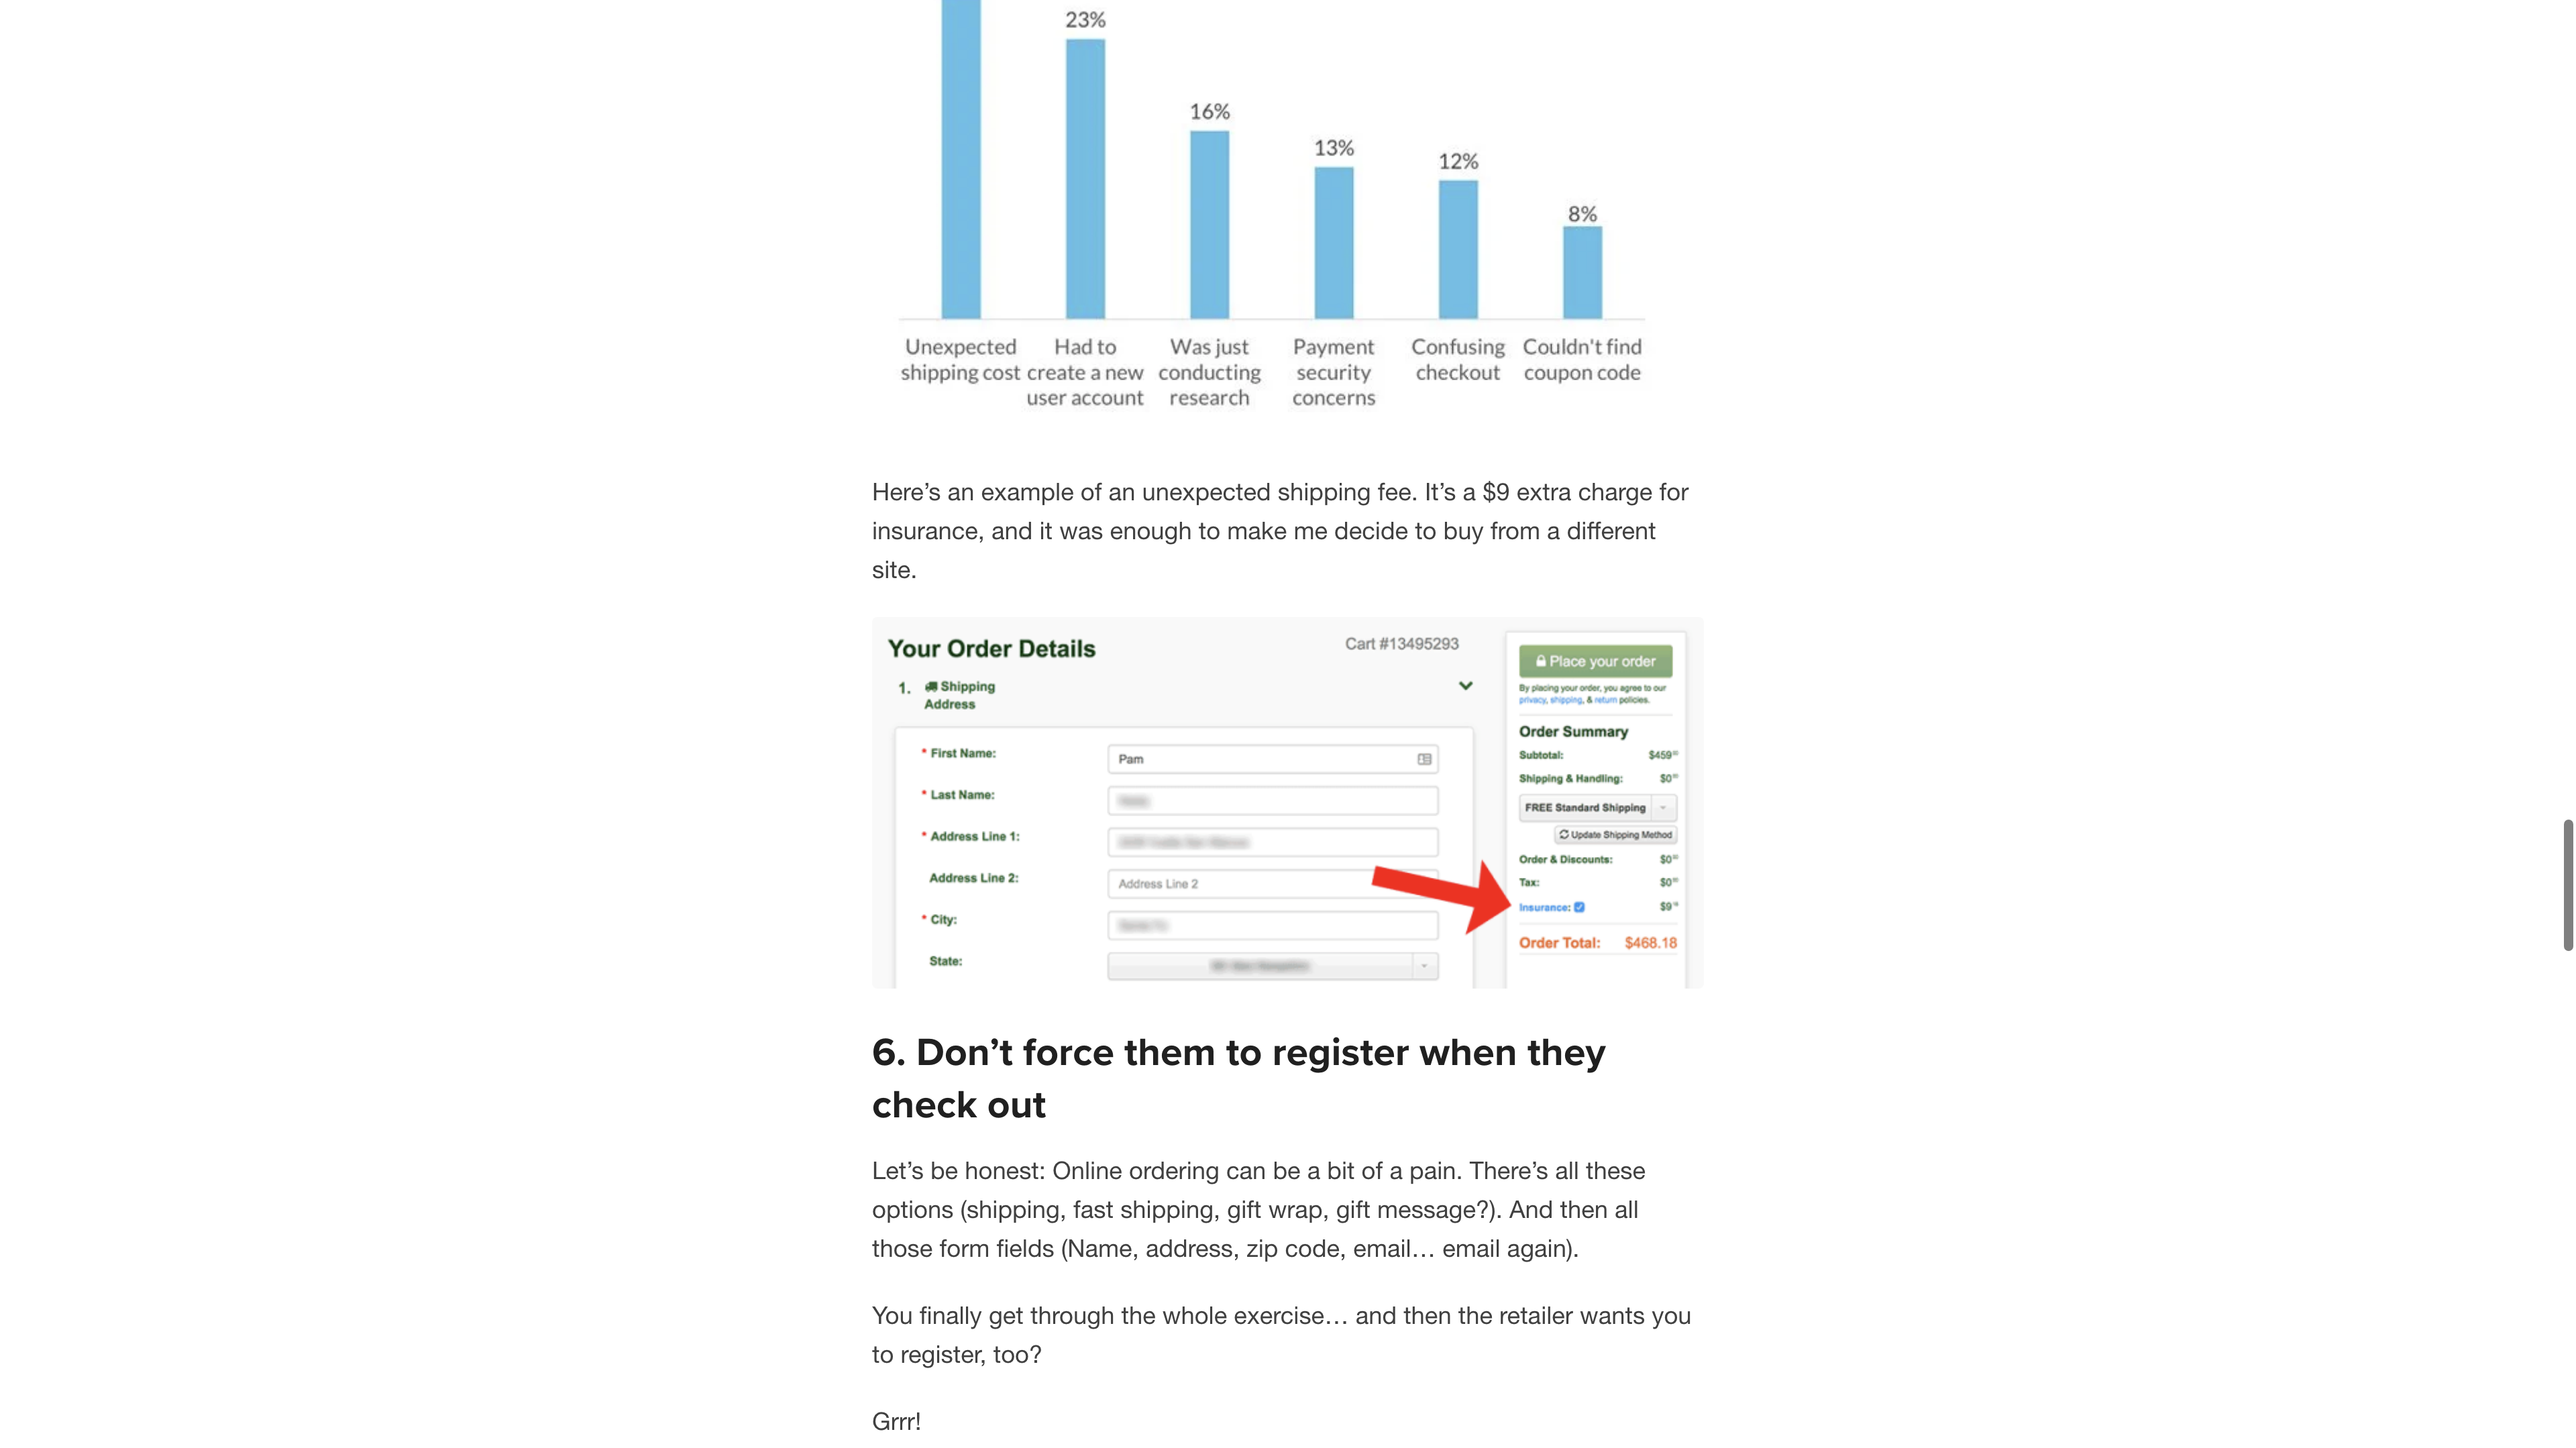 23%
16%
13%
12%
8%
Unexpected shipping cost
Had to create a new user account
Was just conducting research
Payment security concerns
Confusing checkout
Couldn't find coupon code
Here’s an example of an unexpected shipping fee. It’s a $9 extra charge for
insurance, and it was enough to make me decide to buy from a different
site.
Your Order Details
Cart #13495293
1. Shipping
Address
* First Name:
Pam
* Last Name:
* Address Line 1:
Address Line 2:
Address Line 2
* City:
State:
Place your order
By placing your order, you agree to our
privacy, shipping, & return policies.
Order Summary
Subtotal: $459
Shipping & Handling: $0
FREE Standard Shipping
Update Shipping Method
Order & Discounts: $0
Tax: $0
Insurance: $9
Order Total: $468.18
6. Don’t force them to register when they
check out
Let’s be honest: Online ordering can be a bit of a pain. There’s all these
options (shipping, fast shipping, gift wrap, gift message?). And then all
those form fields (Name, address, zip code, email… email again).
You finally get through the whole exercise… and then the retailer wants you
to register, too?
Grrr!